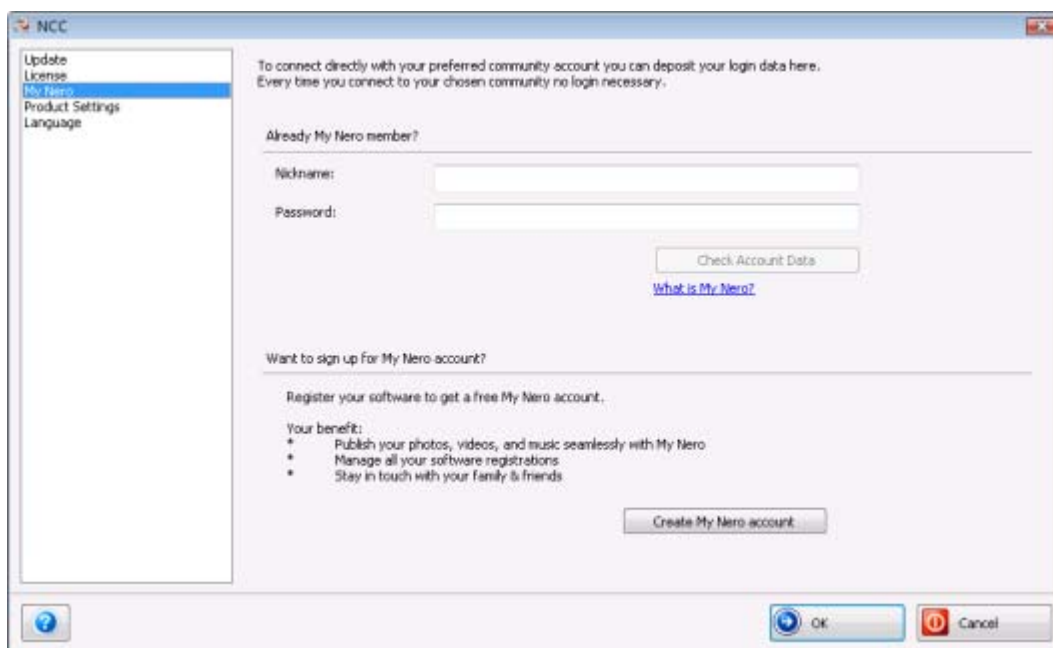 NCC
Update
License
My Nero
Product Settings
Language
To connect directly with your preferred community account you can deposit your login data here.
Every time you connect to your chosen community no login necessary.
Already My Nero member?
Nickname:
Password:
Check Account Data
What is My Nero?
Want to sign up for My Nero account?
Register your software to get a free My Nero account.
Your benefit:
* Publish your photos, videos, and music seamlessly with My Nero
* Manage all your software registrations
* Stay in touch with your family & friends
Create My Nero account
? OK Cancel